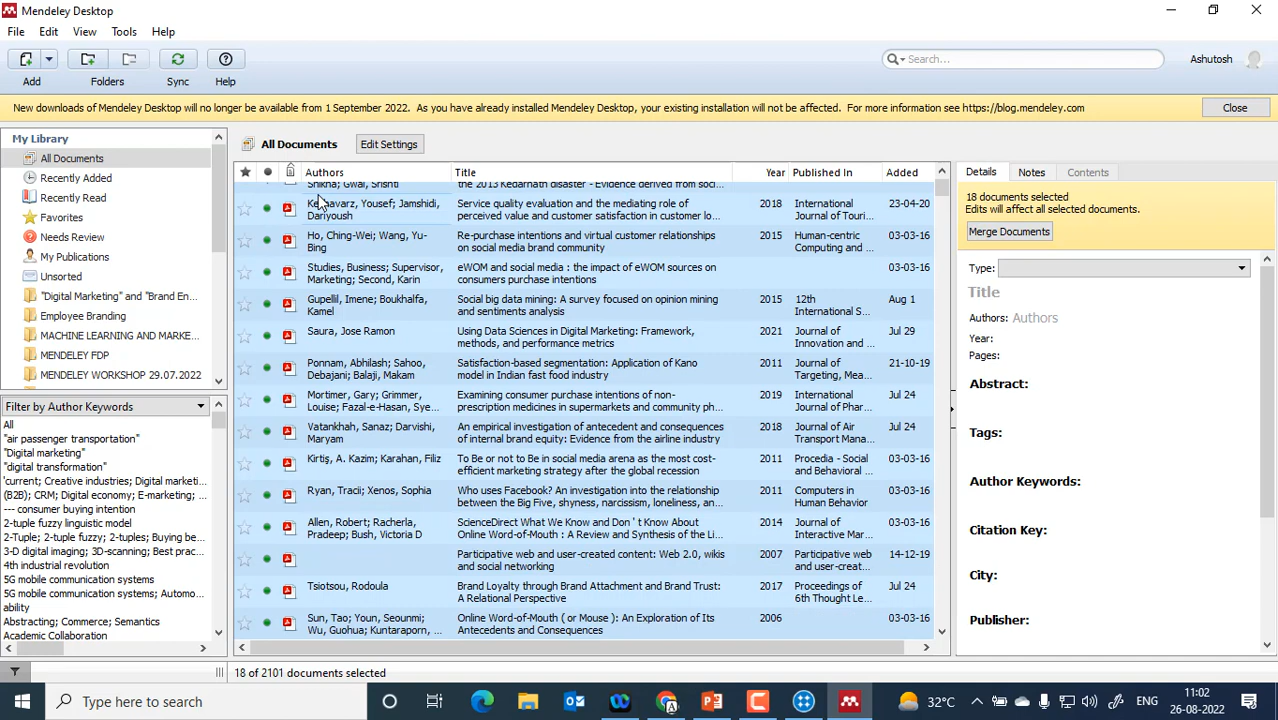 Mendeley Desktop
File Edit View Tools Help
Search... Ashutosh
Add Folders Sync Help
New downloads of Mendeley Desktop will no longer be available from 1 September 2022. As you have already installed Mendeley Desktop, your existing installation will not be affected. For more information see https://blog.mendeley.com Close
My Library
All Documents
Recently Added
Recently Read
Favorites
Needs Review
My Publications
Unsorted
"Digital Marketing" and "Brand En...
Employee Branding
MACHINE LEARNING AND MARKE...
MENDELEY FDP
MENDELEY WORKSHOP 29.07.2022
Filter by Author Keywords
All
"air passenger transportation"
"Digital marketing"
"digital transformation"
'current; Creative industries; Digital marketi...
(B2B); CRM; Digital economy; E-marketing; ...
--- consumer buying intention
2-tuple fuzzy linguistic model
2-Tuple; 2-tuple fuzzy; 2-tuples; Buying be...
3-D digital imaging; 3D-scanning; Best prac...
4th industrial revolution
5G mobile communication systems
5G mobile communication systems; Automo...
ability
Abstracting; Commerce; Semantics
Academic Collaboration
All Documents Edit Settings
Authors Title Year Published In Added
Shikha; Gwal, Srishti the 2013 Kedarnath disaster - Evidence derived from soci...
Keshavarz, Yousef; Jamshidi, Service quality evaluation and the mediating role of 2018 International 23-04-20
Dariyoush perceived value and customer satisfaction in customer lo... Journal of Touri...
Ho, Ching-Wei; Wang, Yu- Re-purchase intentions and virtual customer relationships 2015 Human-centric 03-03-16
Bing on social media brand community Computing and ...
Studies, Business; Supervisor, eWOM and social media : the impact of eWOM sources on 03-03-16
Marketing; Second, Karin consumers purchase intentions
Gupellil, Imene; Boukhalfa, Social big data mining: A survey focused on opinion mining 2015 12th Aug 1
Kamel and sentiments analysis International S...
Saura, Jose Ramon Using Data Sciences in Digital Marketing: Framework, 2021 Journal of Jul 29
methods, and performance metrics Innovation and ...
Ponnam, Abhilash; Sahoo, Satisfaction-based segmentation: Application of Kano 2011 Journal of 21-10-19
Debajani; Balaji, Makam model in Indian fast food industry Targeting, Mea...
Mortimer, Gary; Grimmer, Examining consumer purchase intentions of non- 2019 International Jul 24
Louise; Fazal-e-Hasan, Sye... prescription medicines in supermarkets and community ph... Journal of Phar...
Vatankhah, Sanaz; Darvishi, An empirical investigation of antecedent and consequences 2018 Journal of Air Jul 24
Maryam of internal brand equity: Evidence from the airline industry Transport Mana...
Kirtiş, A. Kazim; Karahan, Filiz To Be or not to Be in social media arena as the most cost- 2011 Procedia - Social 03-03-16
efficient marketing strategy after the global recession and Behavioral ...
Ryan, Tracii; Xenos, Sophia Who uses Facebook? An investigation into the relationship 2011 Computers in 03-03-16
between the Big Five, shyness, narcissism, loneliness, an... Human Behavior
Allen, Robert; Racherla, ScienceDirect What We Know and Don ' t Know About 2014 Journal of 03-03-16
Pradeep; Bush, Victoria D Online Word-of-Mouth : A Review and Synthesis of the Li... Interactive Mar...
Participative web and user-created content: Web 2.0, wikis 2007 Participative web 14-12-19
and social networking and user-creat...
Tsiotsou, Rodoula Brand Loyalty through Brand Attachment and Brand Trust: 2017 Proceedings of Jul 24
A Relational Perspective 6th Thought Le...
Sun, Tao; Youn, Seounmi; Online Word-of-Mouth ( or Mouse ): An Exploration of Its 2006 03-03-16
Wu, Guohua; Kuntaraporn, ... Antecedents and Consequences
18 of 2101 documents selected
Details Notes Contents
18 documents selected
Edits will affect all selected documents.
Merge Documents
Type:
Title
Authors: Authors
Year:
Pages:
Abstract:
Tags:
Author Keywords:
Citation Key:
City:
Publisher:
Type here to search 32°C ENG 11:02
26-08-2022